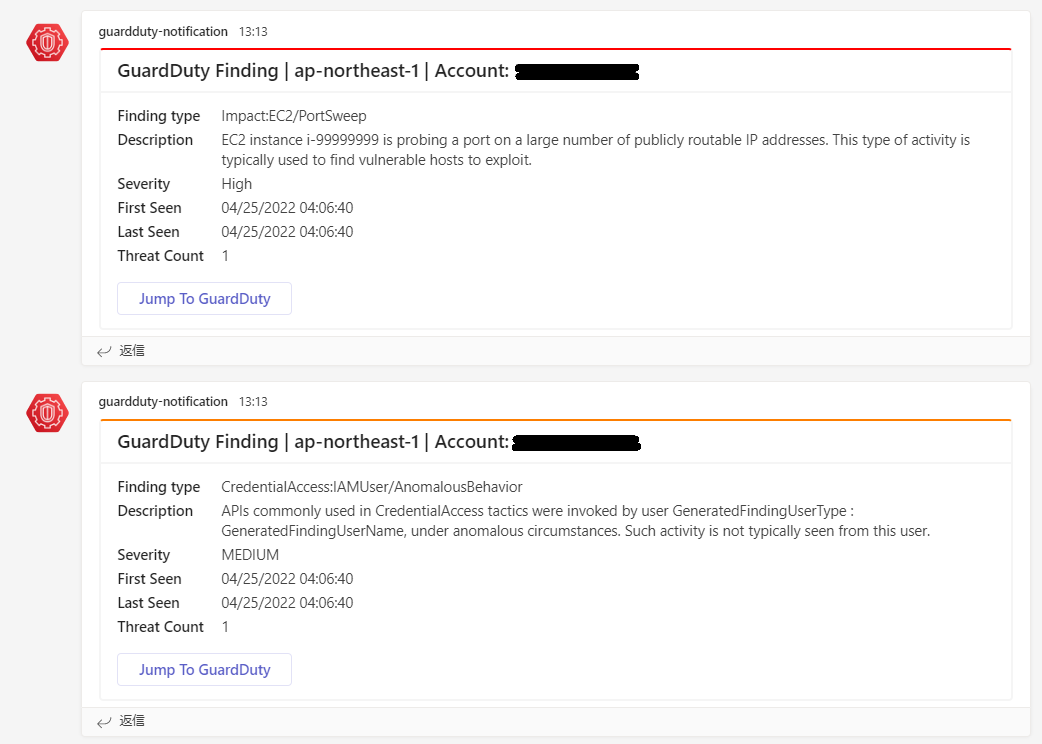 guardduty-notification 13:13
GuardDuty Finding | ap-northeast-1 | Account:
Finding type Impact:EC2/PortSweep
Description EC2 instance i-99999999 is probing a port on a large number of publicly routable IP addresses. This type of activity is
typically used to find vulnerable hosts to exploit.
Severity High
First Seen 04/25/2022 04:06:40
Last Seen 04/25/2022 04:06:40
Threat Count 1
Jump To GuardDuty
返信
guardduty-notification 13:13
GuardDuty Finding | ap-northeast-1 | Account:
Finding type CredentialAccess:IAMUser/AnomalousBehavior
Description APIs commonly used in CredentialAccess tactics were invoked by user GeneratedFindingUserType :
GeneratedFindingUserName, under anomalous circumstances. Such activity is not typically seen from this user.
Severity MEDIUM
First Seen 04/25/2022 04:06:40
Last Seen 04/25/2022 04:06:40
Threat Count 1
Jump To GuardDuty
返信